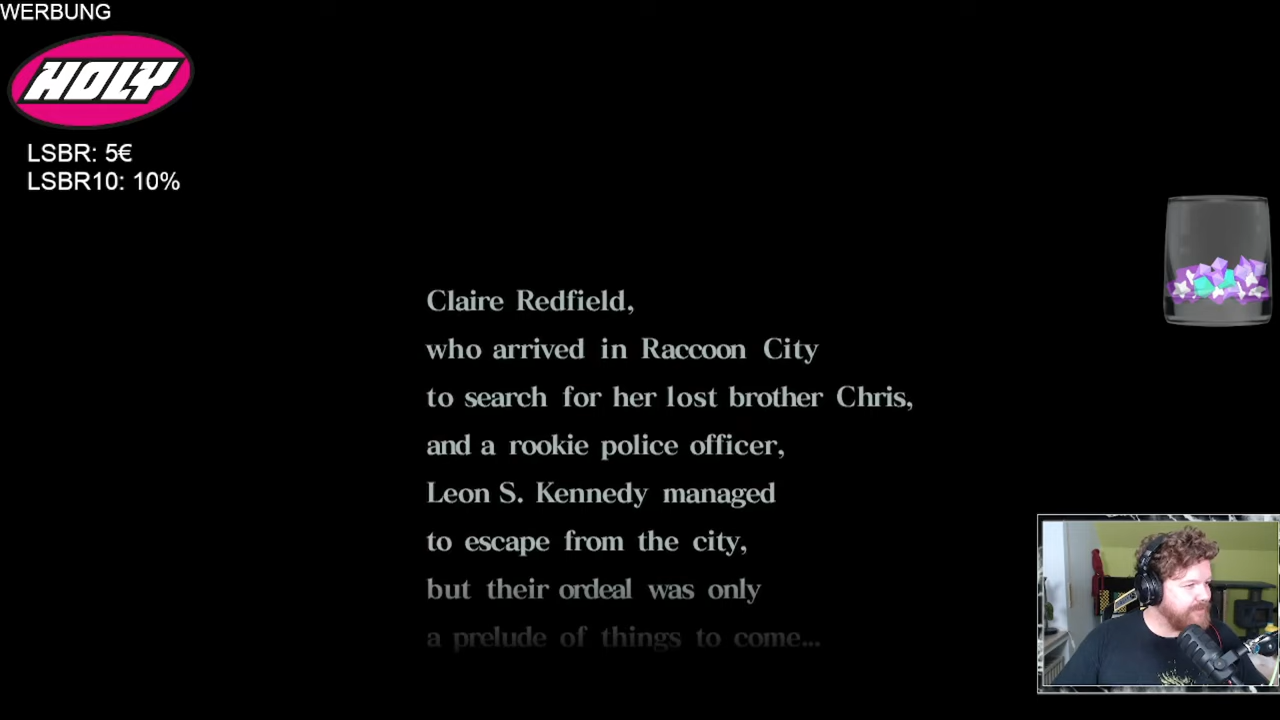 WERBUNG
HOLY
LSBR: 5€
LSBR10: 10%
Claire Redfield,
who arrived in Raccoon City
to search for her lost brother Chris,
and a rookie police officer,
Leon S. Kennedy managed
to escape from the city,
but their ordeal was only
a prelude of things to come...